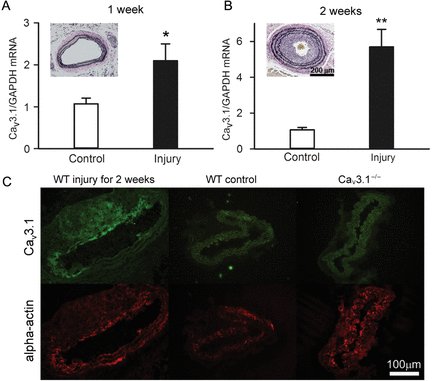 A
1 week
CaV3.1/GAPDH mRNA
3
2
1
0
*
Control
Injury
B
2 weeks
CaV3.1/GAPDH mRNA
6
4
2
0
**
200 µm
Control
Injury
C
WT injury for 2 weeks
WT control
CaV3.1−/−
CaV3.1
alpha-actin
100µm